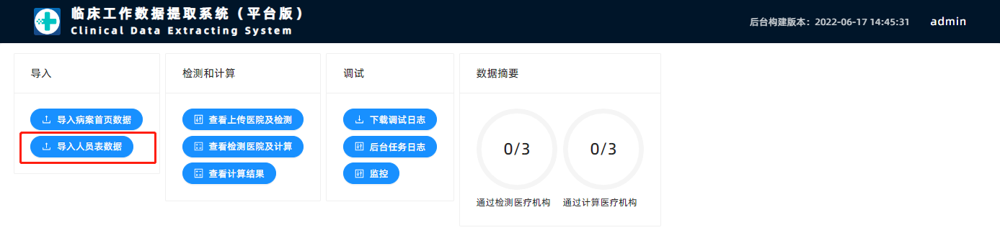 临床工作数据提取系统（平台版）
Clinical Data Extracting System
后台构建版本：2022-06-17 14:45:31
admin
导入
导入病案首页数据
导入人员表数据
检测和计算
查看上传医院及检测
查看检测医院及计算
查看计算结果
调试
下载调试日志
后台任务日志
监控
数据摘要
0/3
通过检测医疗机构
0/3
通过计算医疗机构